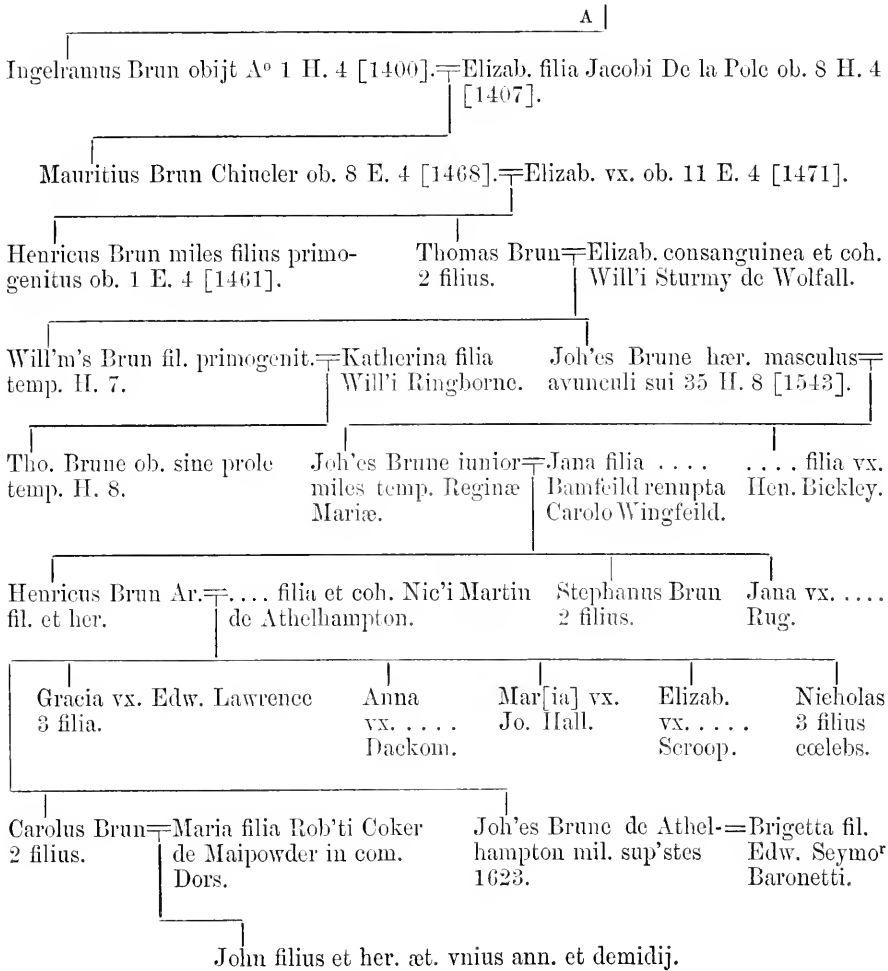 A
Ingelramus Brun obijt Aº 1 H. 4 [1400].=Elizab. filia Jacobi De la Pole ob. 8 H. 4
[1407].
Mauritius Brun Chiueler ob. 8 E. 4 [1468].=Elizab. vx. ob. 11 E. 4 [1471].
Henricus Brun miles filius primo-
genitus ob. 1 E. 4 [1461].
Thomas Brun=Elizab. consanguinea et coh.
2 filius.
Will'i Sturmy de Wolfall.
Will'm's Brun fil. primogenit.=Katherina filia
temp. H. 7.
Will'i Ringborne.
Joh'es Brune hær. masculus=
avunculi sui 35 H. 8 [1543].
Tho. Brune ob. sine prole
temp. H. 8.
Joh'es Brune iunior=Jana filia . . . .
miles temp. Reginæ
Mariæ.
Bamfeild renupta
Carolo Wingfeild.
. . . . filia vx.
Hen. Bickley.
Henricus Brun Ar.=. . . . filia et coh. Nic'i Martin
fil. et her.
de Athelhampton.
Stephanus Brun
2 filius.
Jana vx. . . . .
Rug.
Gracia vx. Edw. Lawrence
3 filia.
Anna
vx. . . . . .
Dackom.
Mar[ia] vx.
Jo. Hall.
Elizab.
vx. . . . . .
Scroop.
Nicholas
3 filius
cœlebs.
Carolus Brun=Maria filia Rob'ti Coker
2 filius.
de Maipowder in com.
Dors.
Joh'es Brune de Athel-=Brigetta fil.
hampton mil. sup'stes
1623.
Edw. Seymoʳ
Baronetti.
John filius et her. æt. vnius ann. et demidij.